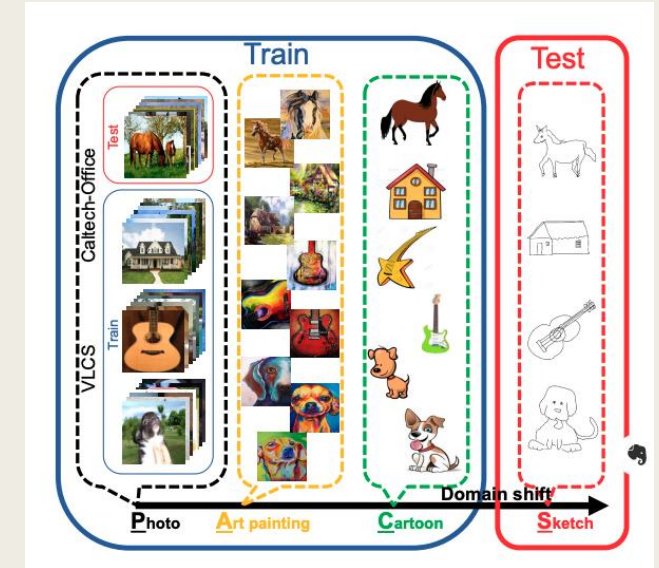 Train
Test
Caltech-Office
VLCS
Test
Train
Domain shift
Photo
Art painting
Cartoon
Sketch